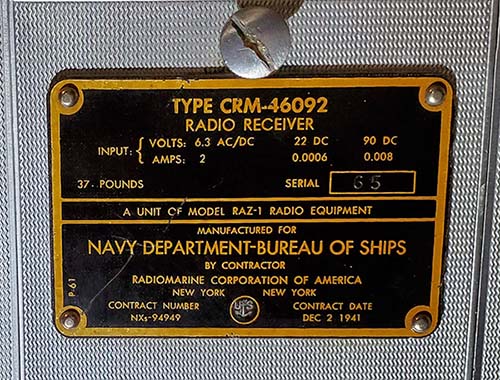 TYPE CRM-46092
RADIO RECEIVER
INPUT: { VOLTS: 6.3 AC/DC 22 DC 90 DC
AMPS: 2 0.0006 0.008
37. POUNDS SERIAL 65
A UNIT OF MODEL RAZ-1 RADIO EQUIPMENT
MANUFACTURED FOR
NAVY DEPARTMENT-BUREAU OF SHIPS
BY CONTRACTOR
RADIOMARINE CORPORATION OF AMERICA
NEW YORK NEW YORK
CONTRACT NUMBER CONTRACT DATE
NXs-94949 DEC 2 1941
P-61